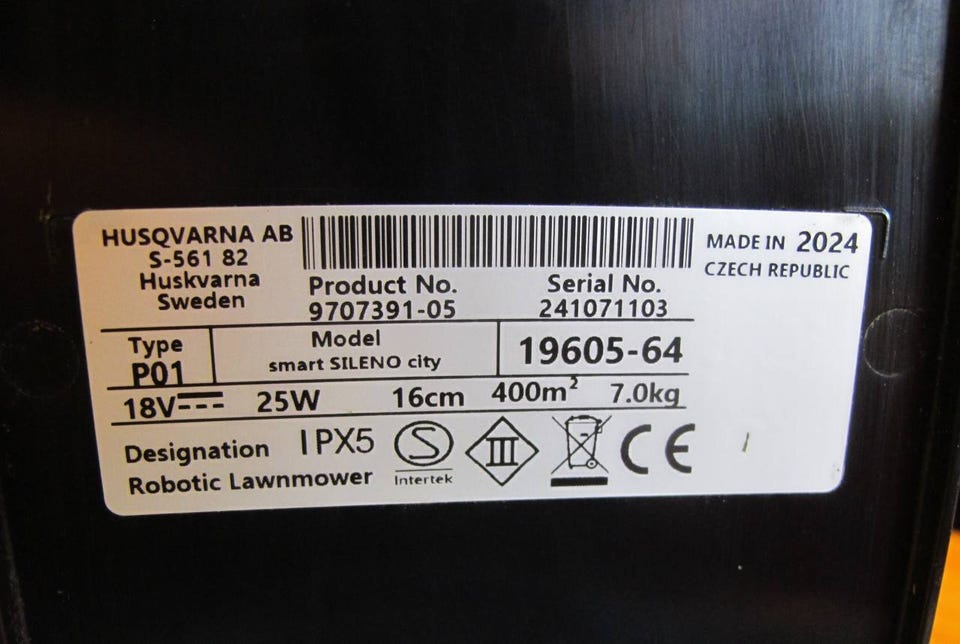 HUSQVARNA AB
S-561 82
Huskvarna
Sweden
Product No.
9707391-05
Serial No.
241071103
MADE IN 2024
CZECH REPUBLIC
Type
P01
Model
smart SILENO city
19605-64
18V 25W 16cm 400m² 7.0kg
Designation
Robotic Lawnmower
IPX5
S
Intertek
III
CE